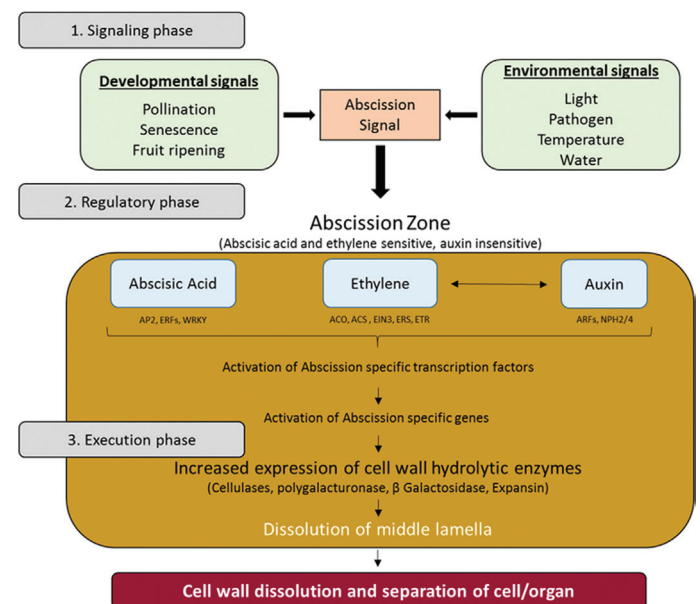 1. Signaling phase
Developmental signals
Pollination
Senescence
Fruit ripening
Abscission
Signal
Environmental signals
Light
Pathogen
Temperature
Water
2. Regulatory phase
Abscission Zone
(Abscisic acid and ethylene sensitive, auxin insensitive)
Abscisic Acid
Ethylene
Auxin
AP2, ERFs, WRKY
ACO, ACS , EIN3, ERS, ETR
ARFs, NPH2/4
Activation of Abscission specific transcription factors
Activation of Abscission specific genes
3. Execution phase
Increased expression of cell wall hydrolytic enzymes
(Cellulases, polygalacturonase, β Galactosidase, Expansin)
Dissolution of middle lamella
Cell wall dissolution and separation of cell/organ